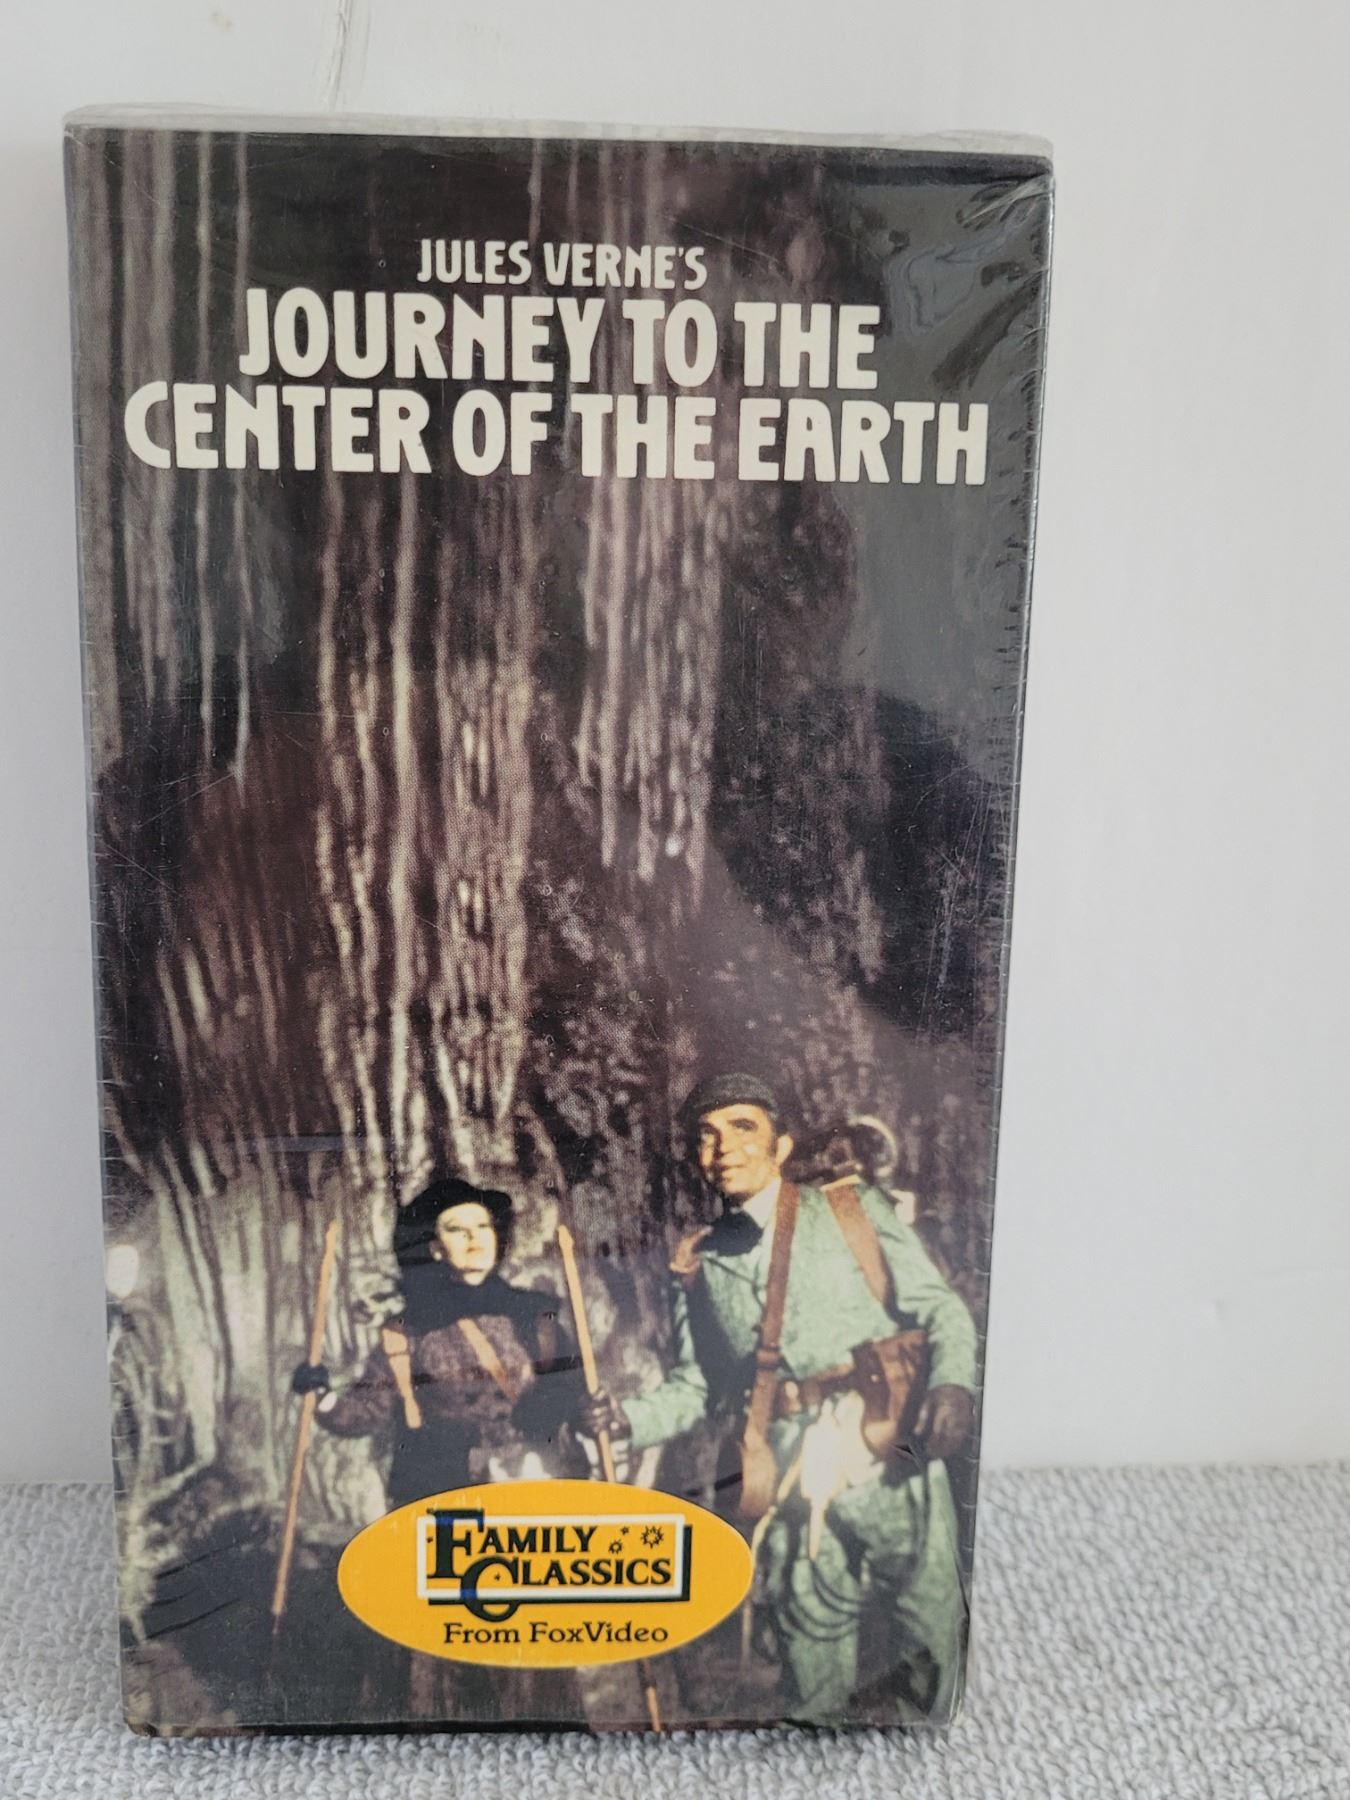 JULES VERNE'S
JOURNEY TO THE
CENTER OF THE EARTH
FAMILY
CLASSICS
From FoxVideo